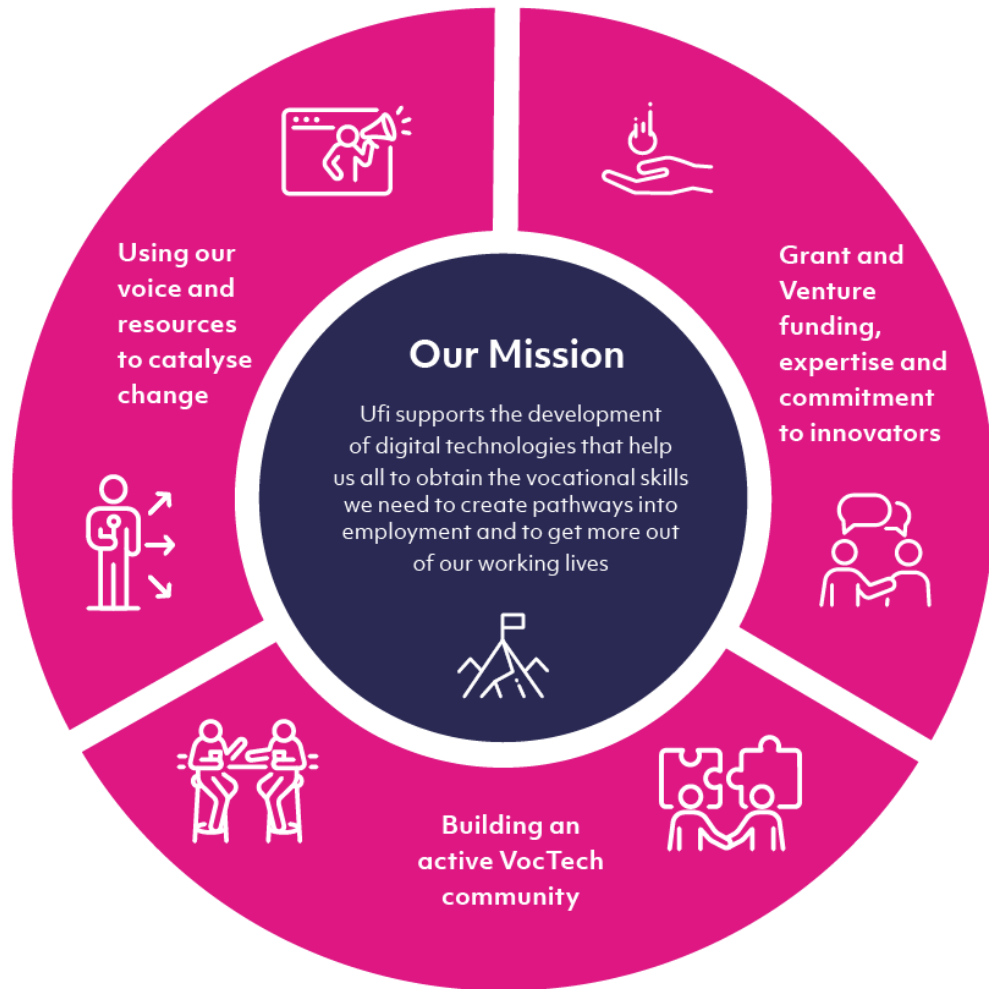 Our Mission
Ufi supports the development
of digital technologies that help
us all to obtain the vocational skills
we need to create pathways into
employment and to get more out
of our working lives
Using our
voice and
resources
to catalyse
change
Grant and
Venture
funding,
expertise and
commitment
to innovators
Building an
active VocTech
community